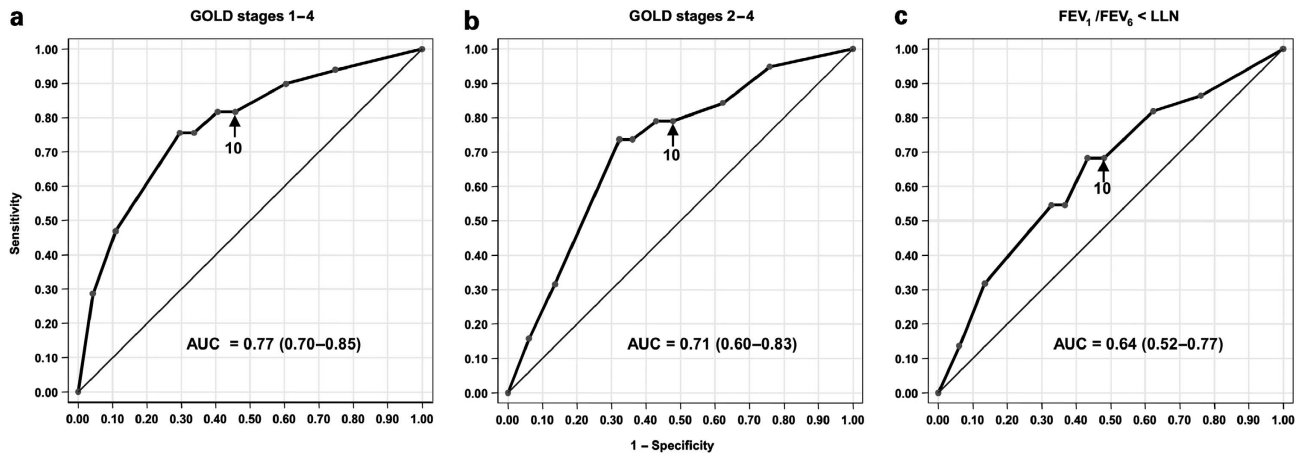 a
GOLD stages 1–4
1.00
0.90
0.80
0.70
0.60
0.50
0.40
0.30
0.20
0.10
0.00
Sensitivity
10
AUC = 0.77 (0.70–0.85)
0.00 0.10 0.20 0.30 0.40 0.50 0.60 0.70 0.80 0.90 1.00
b
GOLD stages 2–4
1.00
0.90
0.80
0.70
0.60
0.50
0.40
0.30
0.20
0.10
0.00
10
AUC = 0.71 (0.60–0.83)
0.00 0.10 0.20 0.30 0.40 0.50 0.60 0.70 0.80 0.90 1.00
1 – Specificity
c
FEV₁ /FEV₆ < LLN
1.00
0.90
0.80
0.70
0.60
0.50
0.40
0.30
0.20
0.10
0.00
10
AUC = 0.64 (0.52–0.77)
0.00 0.10 0.20 0.30 0.40 0.50 0.60 0.70 0.80 0.90 1.00